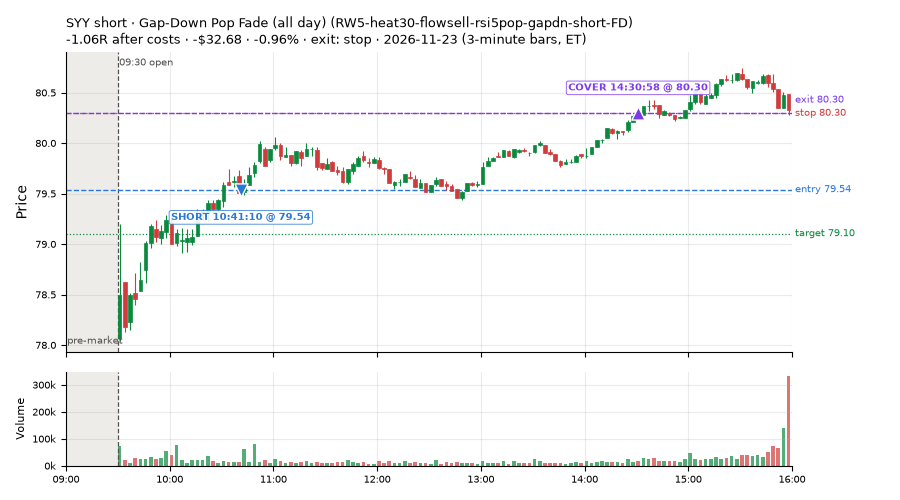 SYY short · Gap-Down Pop Fade (all day) (RW5-heat30-flowsell-rsi5pop-gapdn-short-FD)
-1.06R after costs · -$32.68 · -0.96% · exit: stop · 2026-11-23 (3-minute bars, ET)
09:30 open
COVER 14:30:58 @ 80.30
exit 80.30
stop 80.30
entry 79.54
SHORT 10:41:10 @ 79.54
target 79.10
pre-market
Price
80.5
80.0
79.5
79.0
78.5
78.0
Volume
300k
200k
100k
0k
09:00
10:00
11:00
12:00
13:00
14:00
15:00
16:00